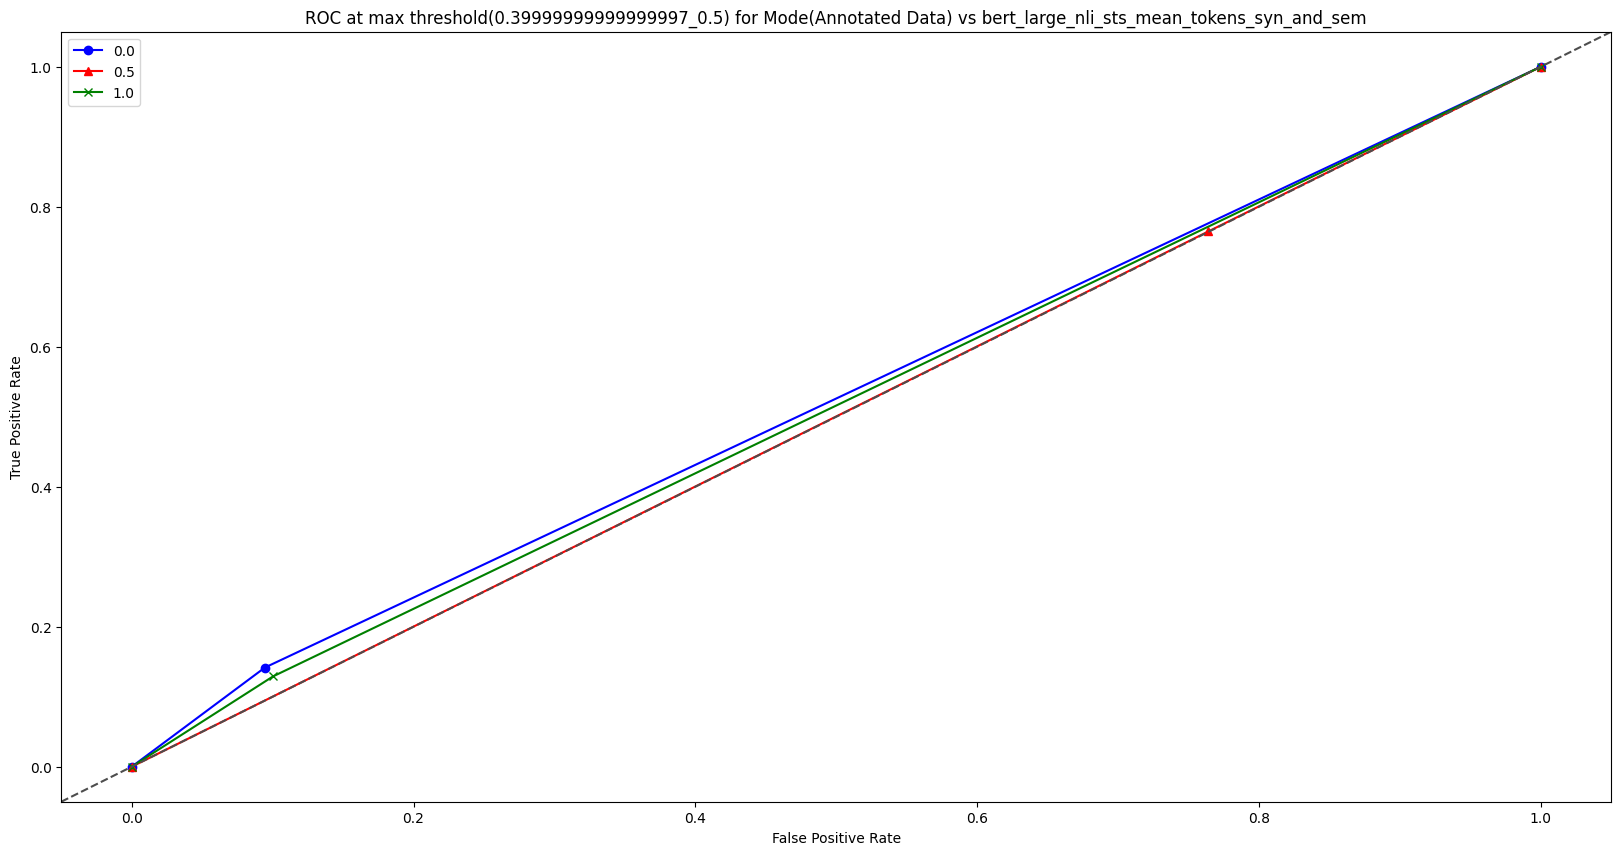 ROC at max threshold(0.39999999999999997_0.5) for Mode(Annotated Data) vs bert_large_nli_sts_mean_tokens_syn_and_sem
0.0
0.5
1.0
1.0
0.8
0.6
0.4
0.2
0.0
True Positive Rate
0.0 0.2 0.4 0.6 0.8 1.0
False Positive Rate